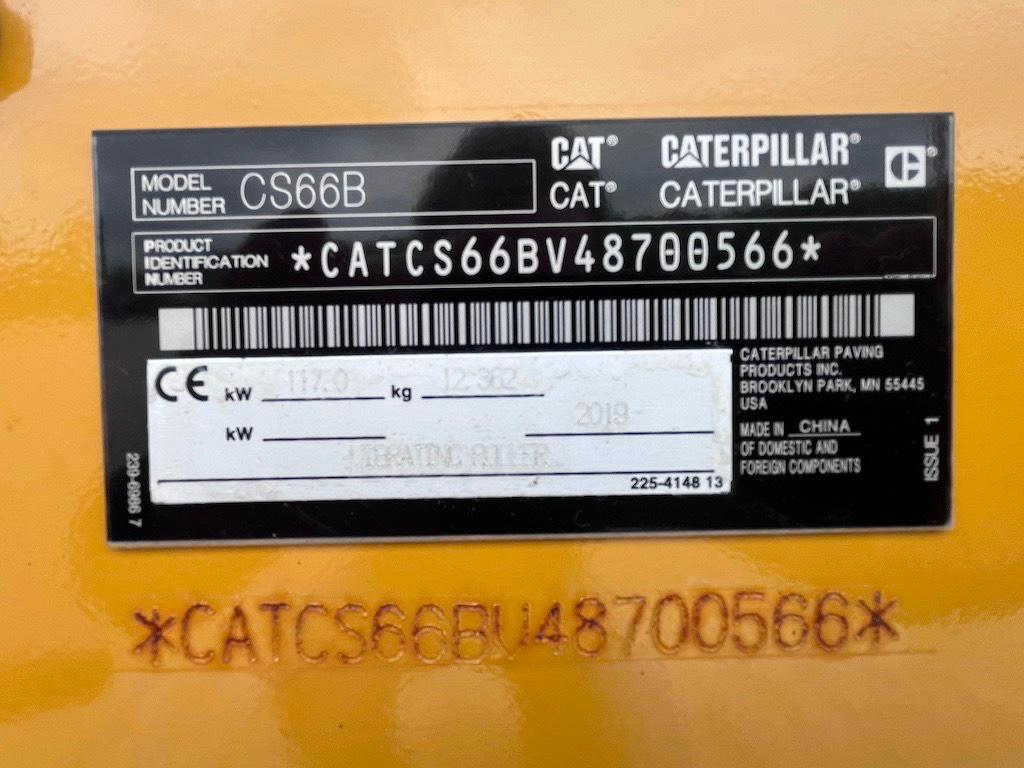 CAT® CATERPILLAR®
MODEL NUMBER CS66B CAT® CATERPILLAR®
PRODUCT IDENTIFICATION NUMBER *CATCS66BV48700566*
CE kW 117.0 kg 12 362
kW 2019
VIBRATING ROLLER
225-4148 13
CATERPILLAR PAVING
PRODUCTS INC.
BROOKLYN PARK, MN 55445
USA
MADE IN CHINA
OF DOMESTIC AND
FOREIGN COMPONENTS
ISSUE 1
239-6986 7
*CATCS66BV48700566*